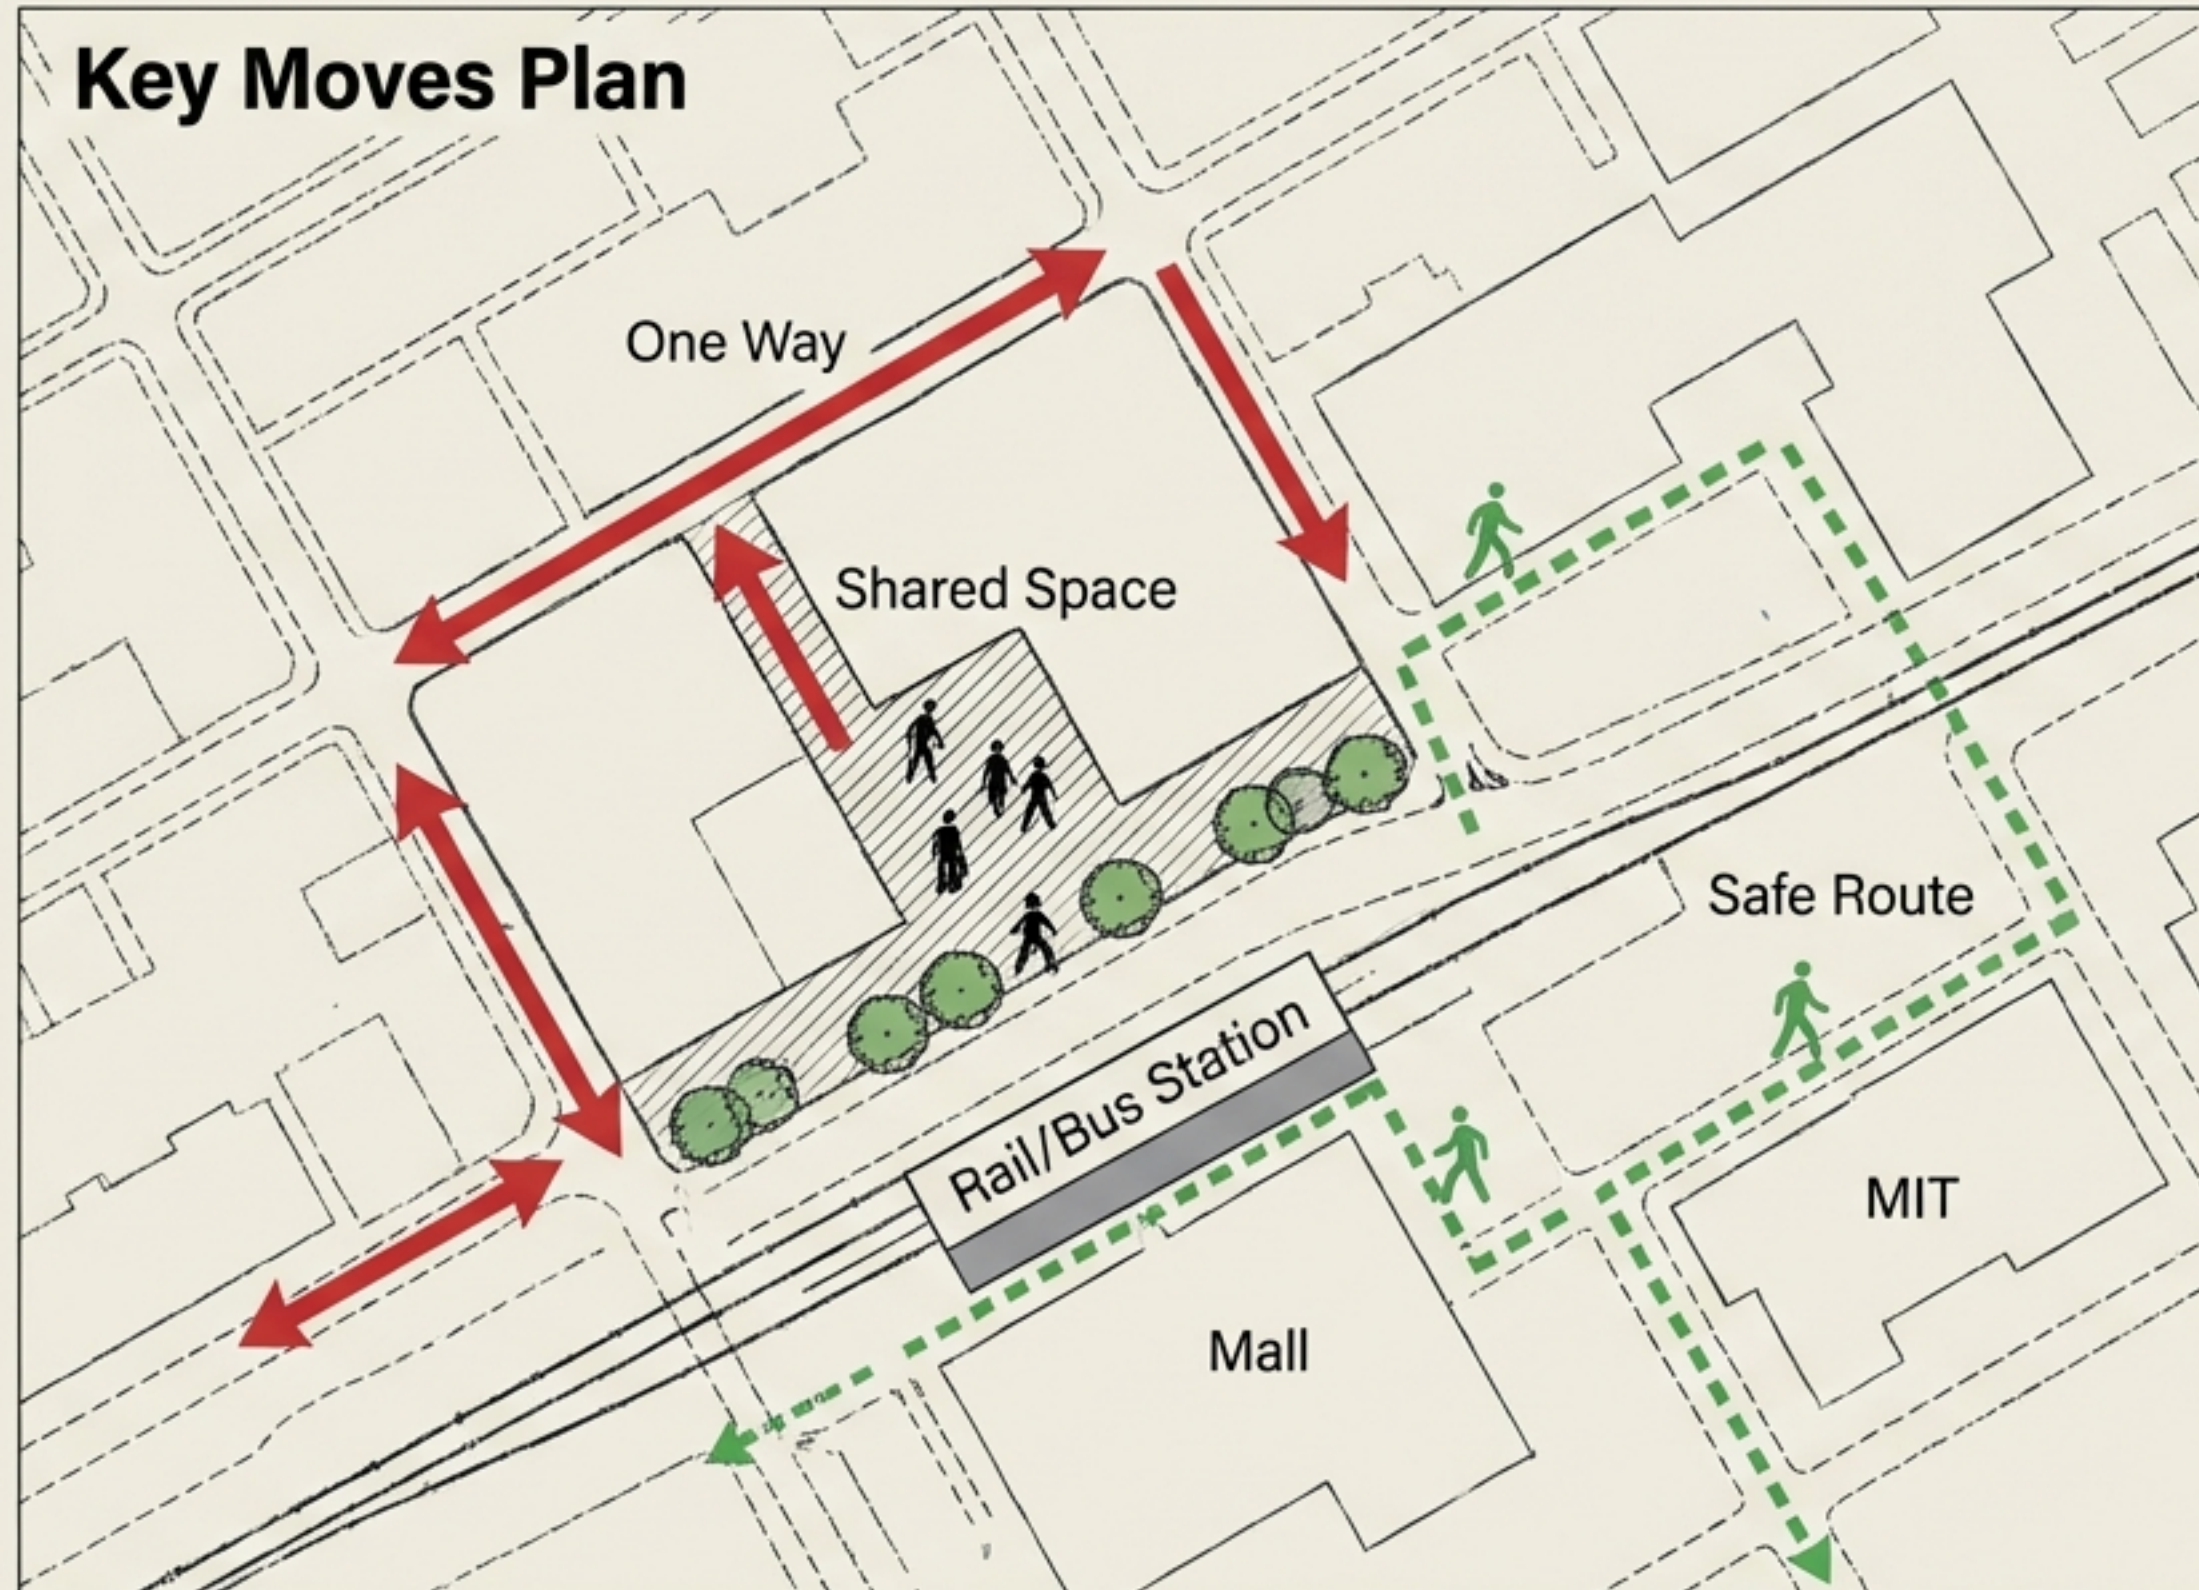 Key Moves Plan
One Way
Shared Space
Safe Route
Rail/Bus Station
MIT
Mall